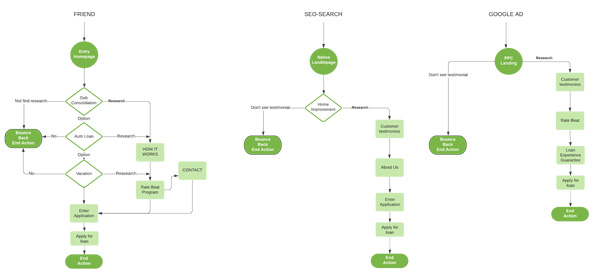 FRIEND
SEO-SEARCH
GOOGLE AD
Entry
Homepage
Native
Landinpage
PPC
Landing
Research
Customer
testimonies
Don't see testimonial
Deb
Consolidation
Not find research
Research
Option
Home
Improvement
Don't see testimonial
Research
Customer
testimonies
Rate Beat
Bounce
Back
End Action
Auto Loan
No
Research
Option
HOW IT
WORKS
Bounce
Back
End Action
Bounce
Back
End Action
Loan
Experience
Guarantee
Vacation
No
Reasearch
CONTACT
About Us
Apply for
loan
Rate Beat
Program
Enter
Application
Enter
Application
End
Action
Apply for
loan
Apply for
loan
End
Action
End
Action